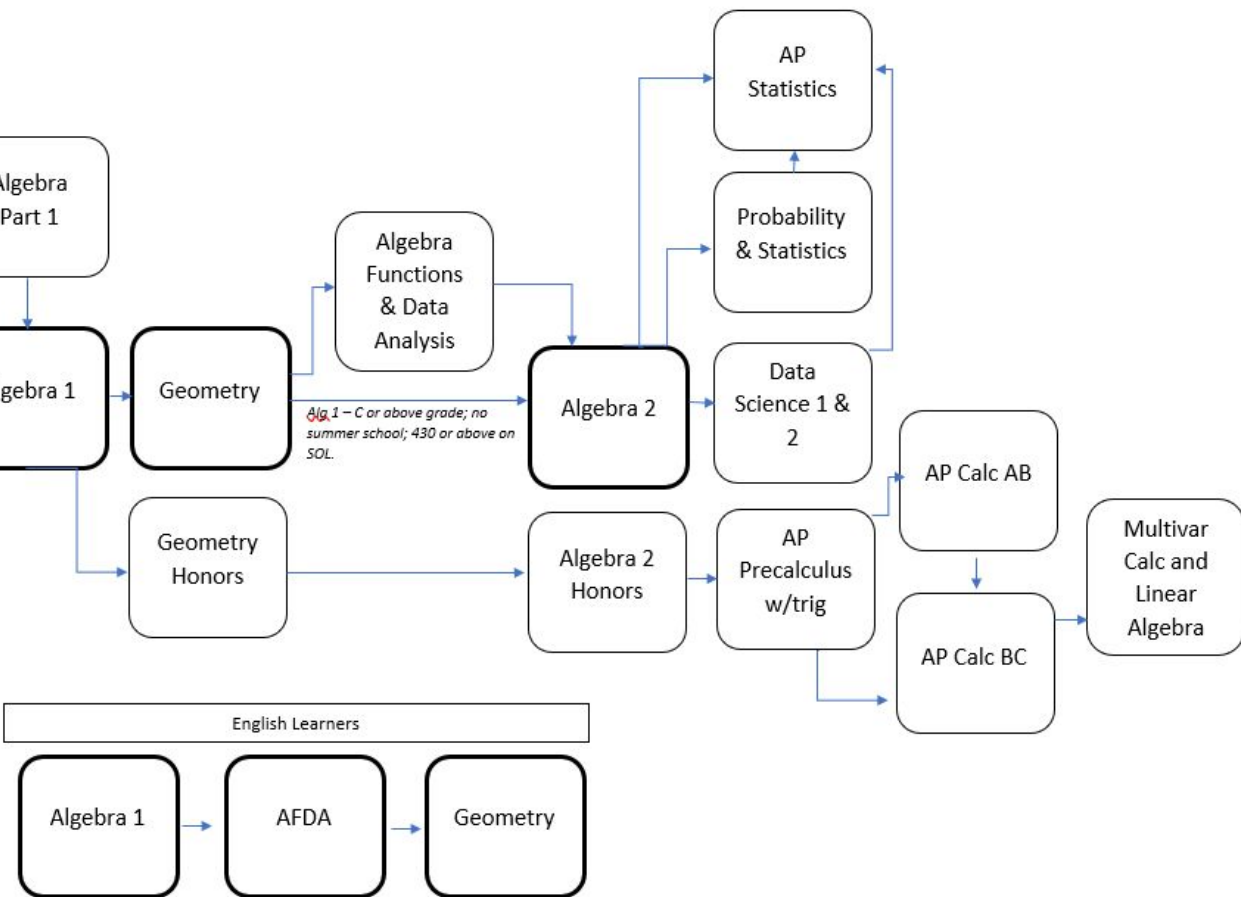 AP
Statistics
Algebra
Part 1
Probability
& Statistics
Algebra
Functions
& Data
Analysis
gebra 1
Geometry
Alg 1 – C or above grade; no
summer school; 430 or above on
SOL.
Algebra 2
Data
Science 1 &
2
AP Calc AB
Geometry
Honors
Algebra 2
Honors
AP
Precalculus
w/trig
Multivar
Calc and
Linear
Algebra
AP Calc BC
English Learners
Algebra 1
AFDA
Geometry